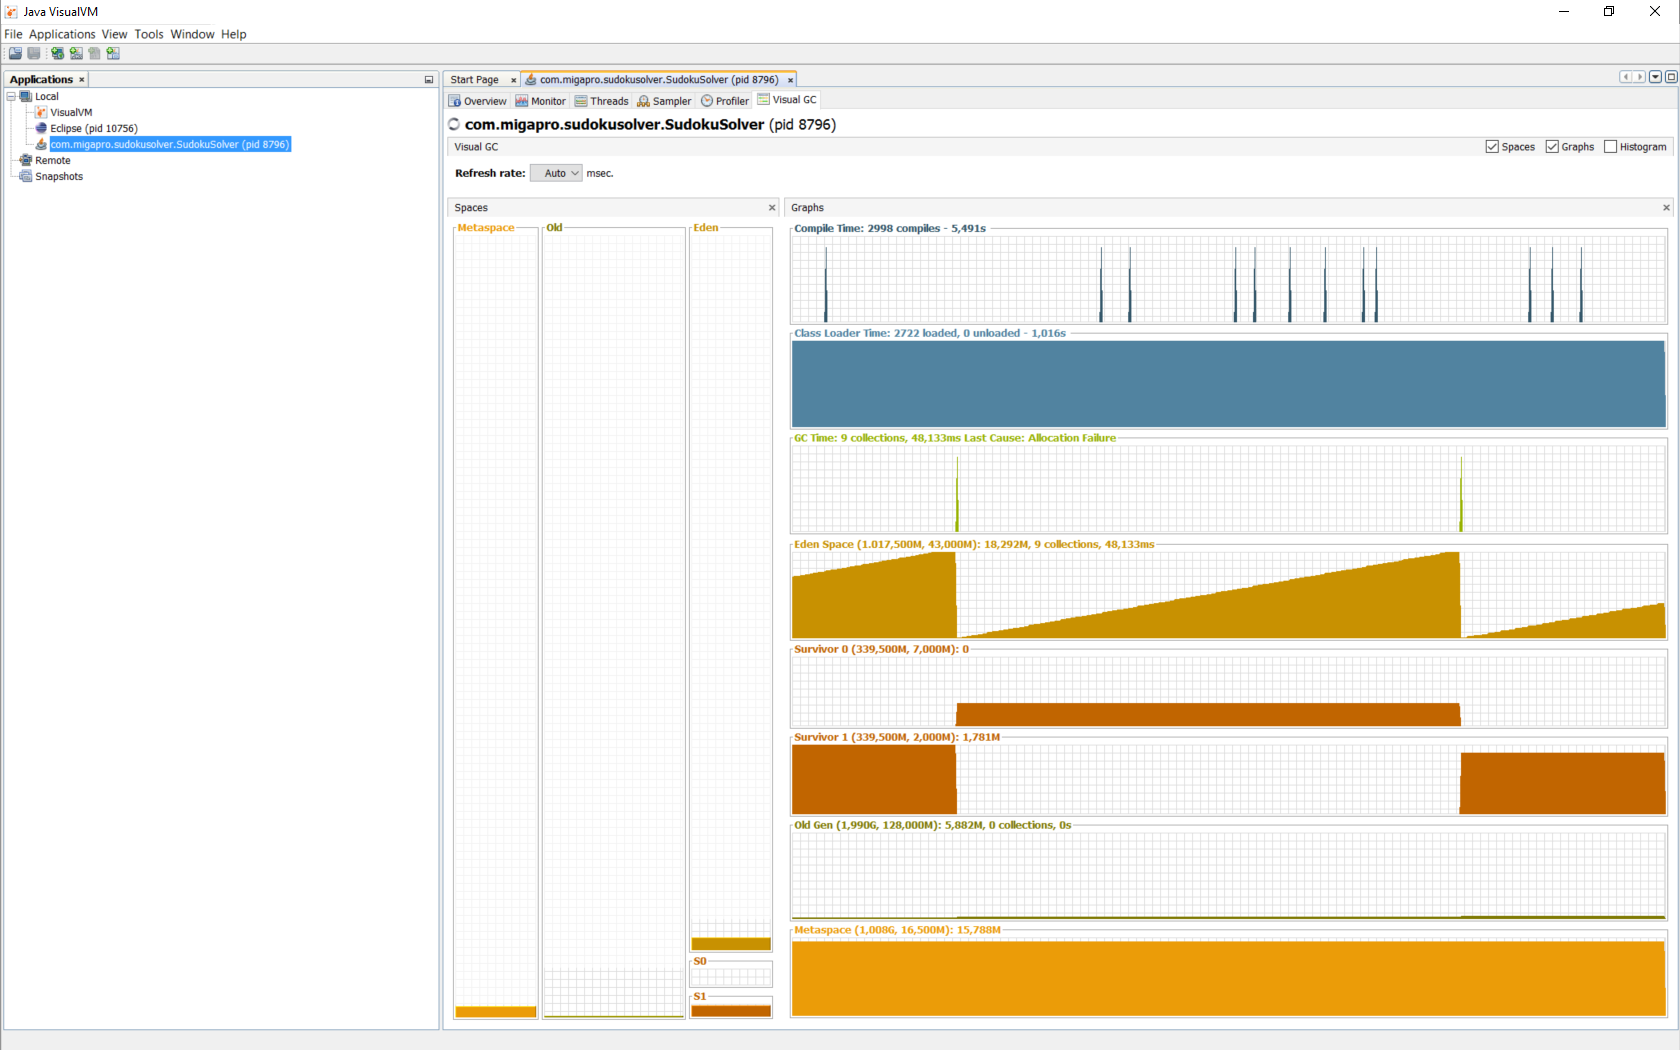 Java VisualVM
File Applications View Tools Window Help
Applications
Local
VisualVM
Eclipse (pid 10756)
com.migapro.sudokusolver.SudokuSolver (pid 8796)
Remote
Snapshots
Start Page com.migapro.sudokusolver.SudokuSolver (pid 8796)
Overview Monitor Threads Sampler Profiler Visual GC
com.migapro.sudokusolver.SudokuSolver (pid 8796)
Visual GC Spaces Graphs Histogram
Refresh rate: Auto msec.
Spaces
Metaspace Old Eden
S0
S1
Graphs
Compile Time: 2998 compiles - 5,491s
Class Loader Time: 2722 loaded, 0 unloaded - 1,016s
GC Time: 9 collections, 48,133ms Last Cause: Allocation Failure
Eden Space (1.017,500M, 43,000M): 18,292M, 9 collections, 48,133ms
Survivor 0 (339,500M, 7,000M): 0
Survivor 1 (339,500M, 2,000M): 1,781M
Old Gen (1,990G, 128,000M): 5,882M, 0 collections, 0s
Metaspace (1,008G, 16,500M): 15,788M